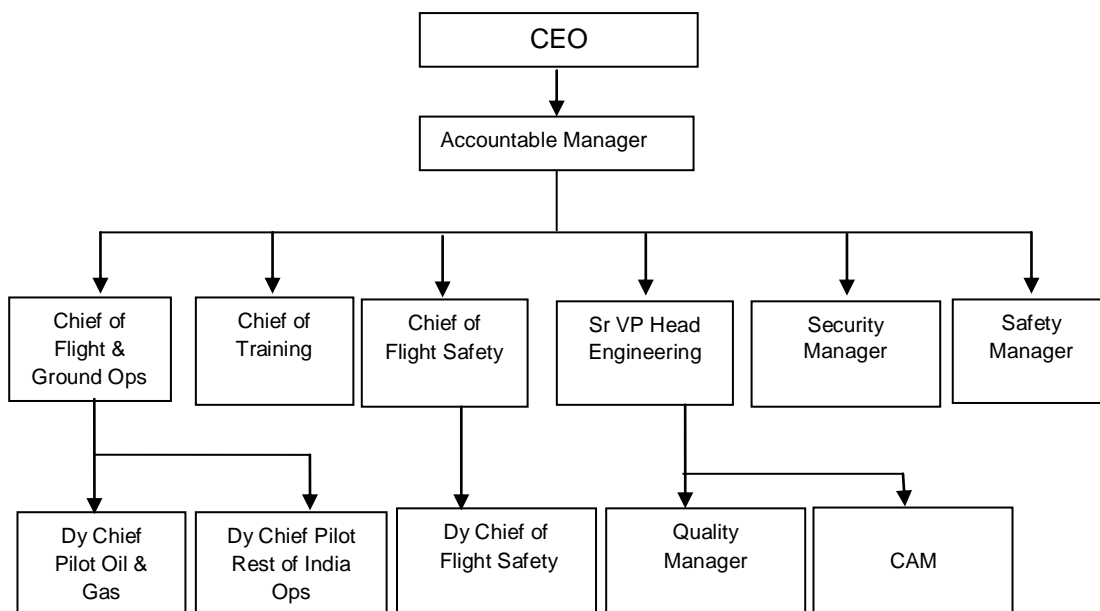 CEO
Accountable Manager
Chief of
Flight &
Ground Ops
Chief of
Training
Chief of
Flight Safety
Sr VP Head
Engineering
Security
Manager
Safety
Manager
Dy Chief
Pilot Oil &
Gas
Dy Chief Pilot
Rest of India
Ops
Dy Chief of
Flight Safety
Quality
Manager
CAM